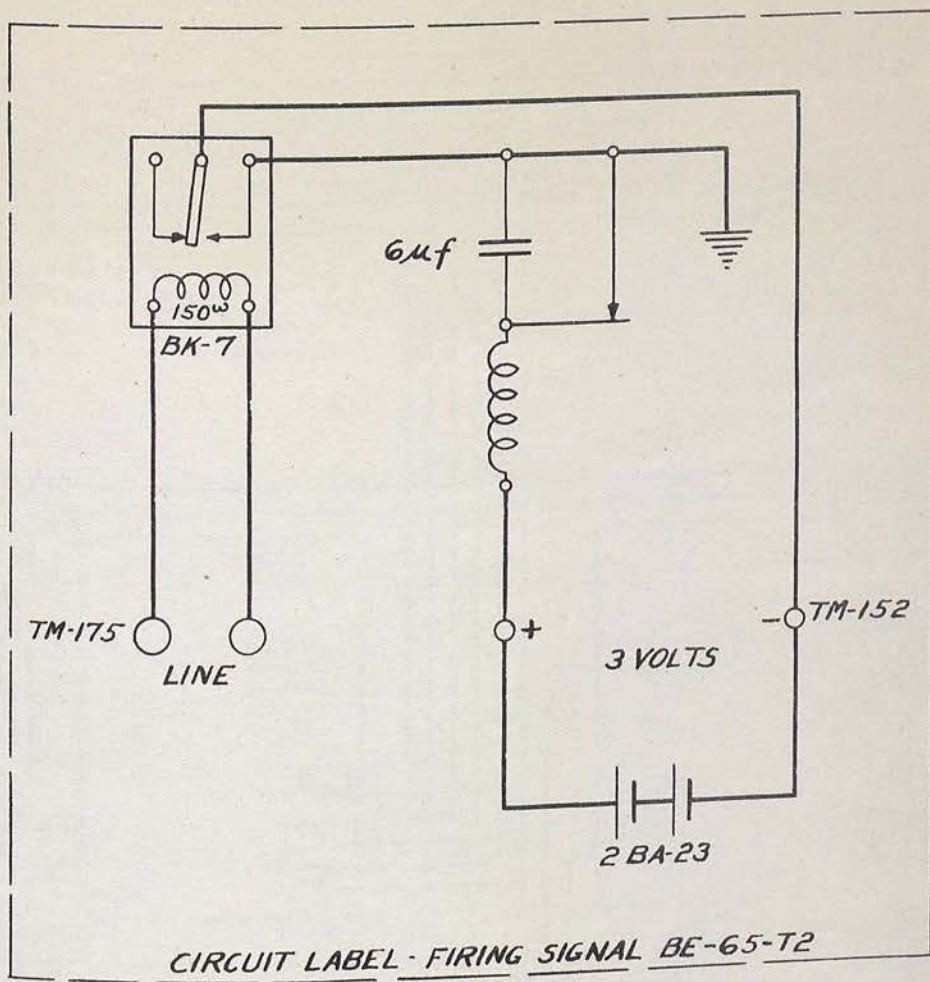 6μf
150ω
BK-7
TM-175
LINE
+
- TM-152
3 VOLTS
2 BA-23
CIRCUIT LABEL - FIRING SIGNAL BE-65-T2